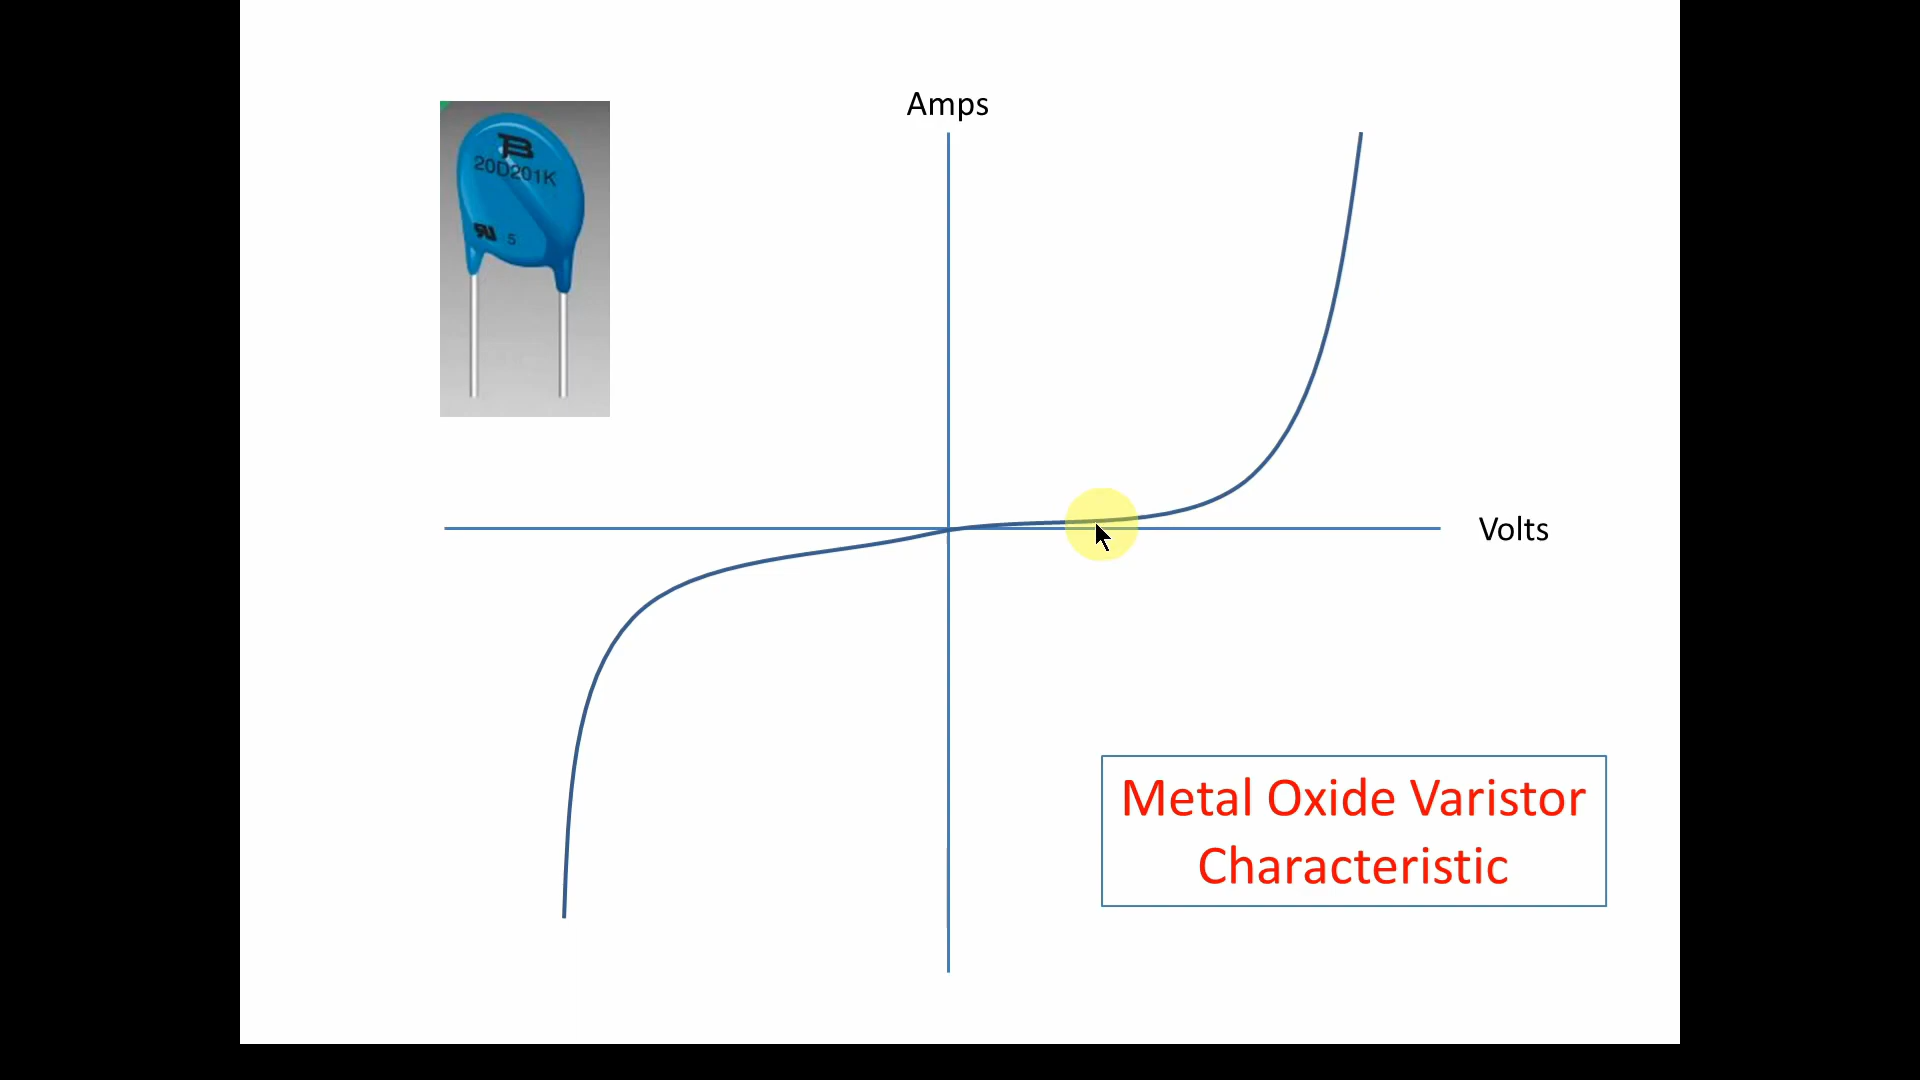 Amps
20D201K
5
Volts
Metal Oxide Varistor
Characteristic